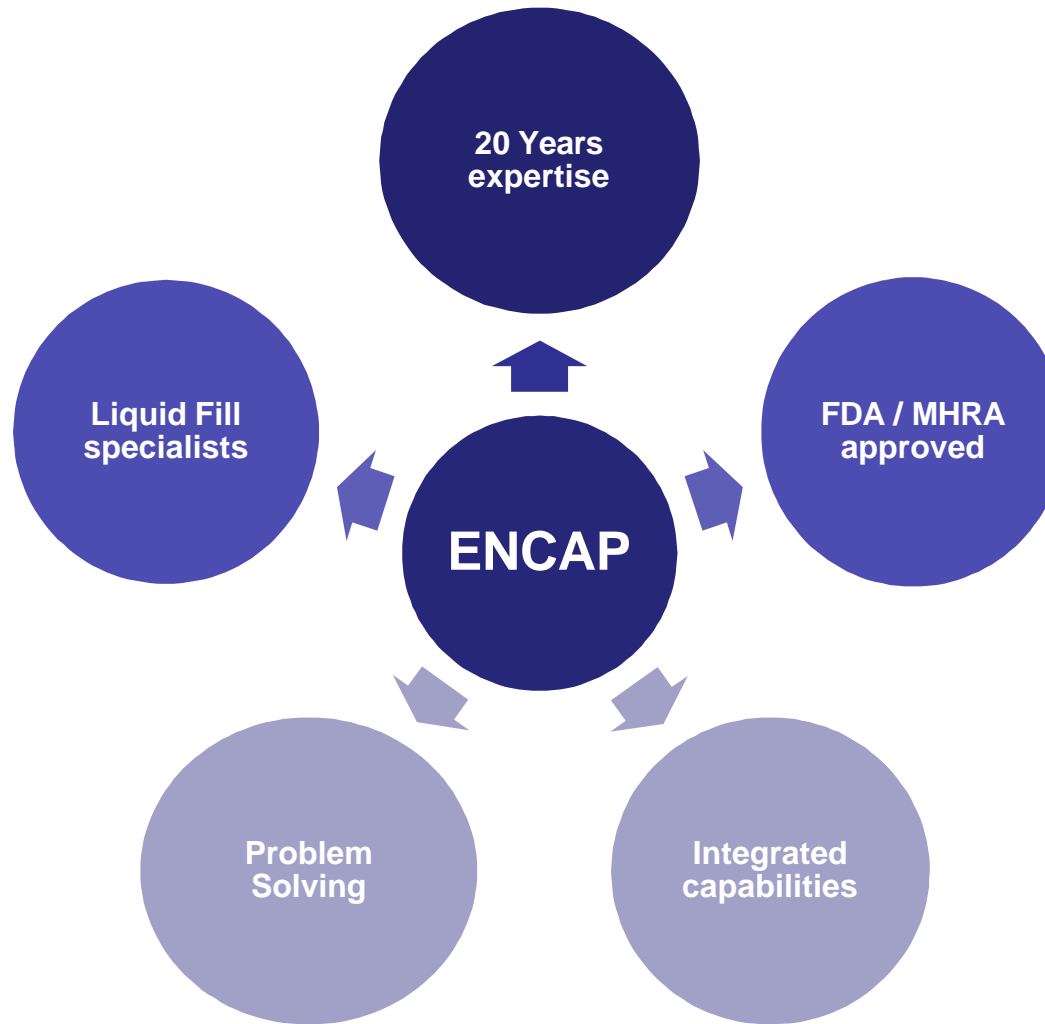 20 Years
expertise
Liquid Fill
specialists
FDA / MHRA
approved
ENCAP
Problem
Solving
Integrated
capabilities